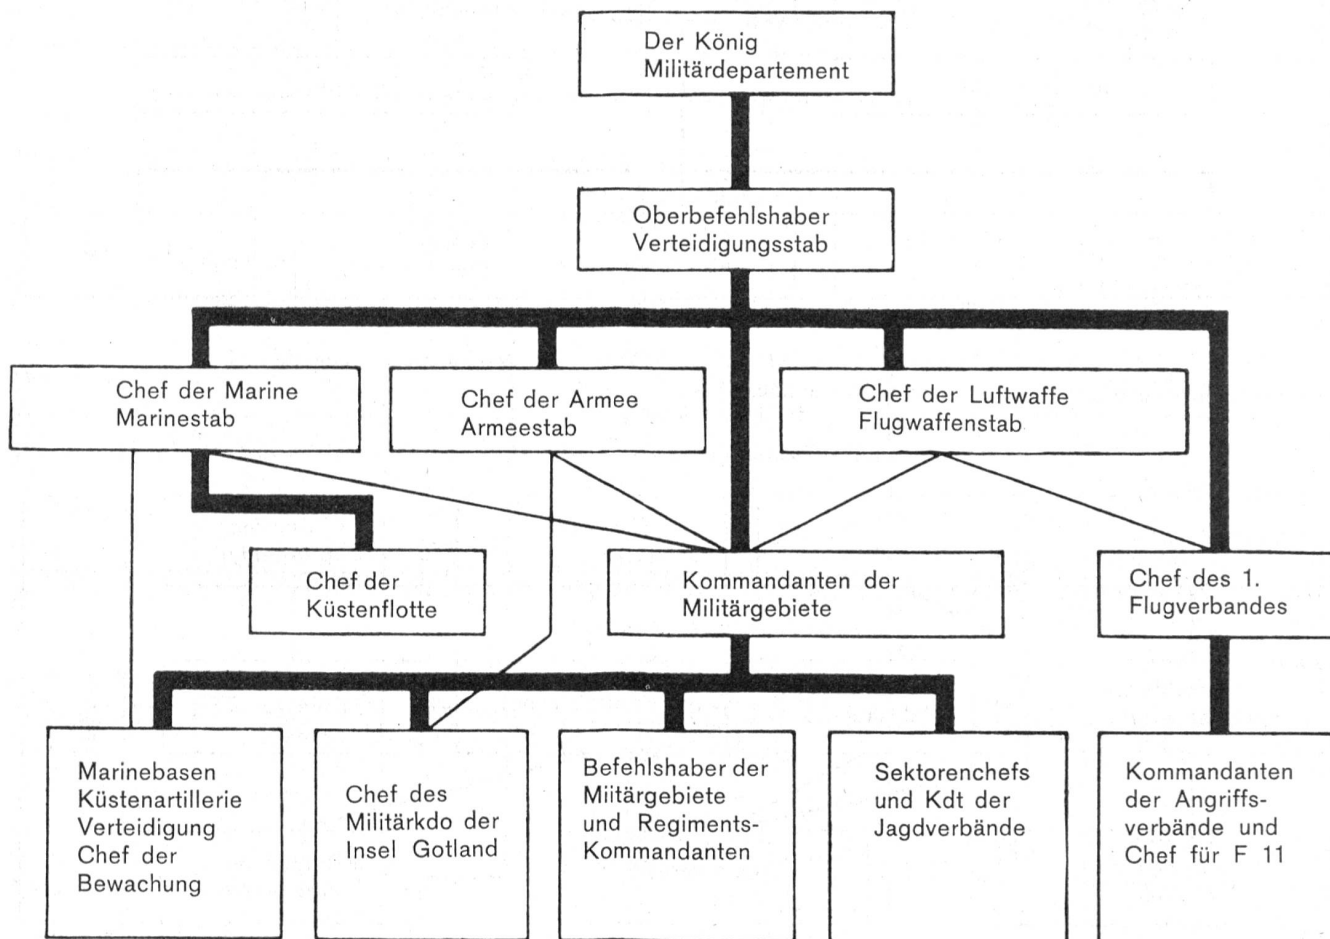 Der König
Militärdepartement
Oberbefehlshaber
Verteidigungsstab
Chef der Marine
Marinestab
Chef der Armee
Armeestab
Chef der Luftwaffe
Flugwaffenstab
Chef der
Küstenflotte
Kommandanten der
Militärgebiete
Chef des 1.
Flugverbandes
Marinebasen
Küstenartillerie
Verteidigung
Chef der
Bewachung
Chef des
Militärkdo der
Insel Gotland
Befehlshaber der
Miitärgebiete
und Regiments-
Kommandanten
Sektorenchefs
und Kdt der
Jagdverbände
Kommandanten
der Angriffs-
verbände und
Chef für F 11